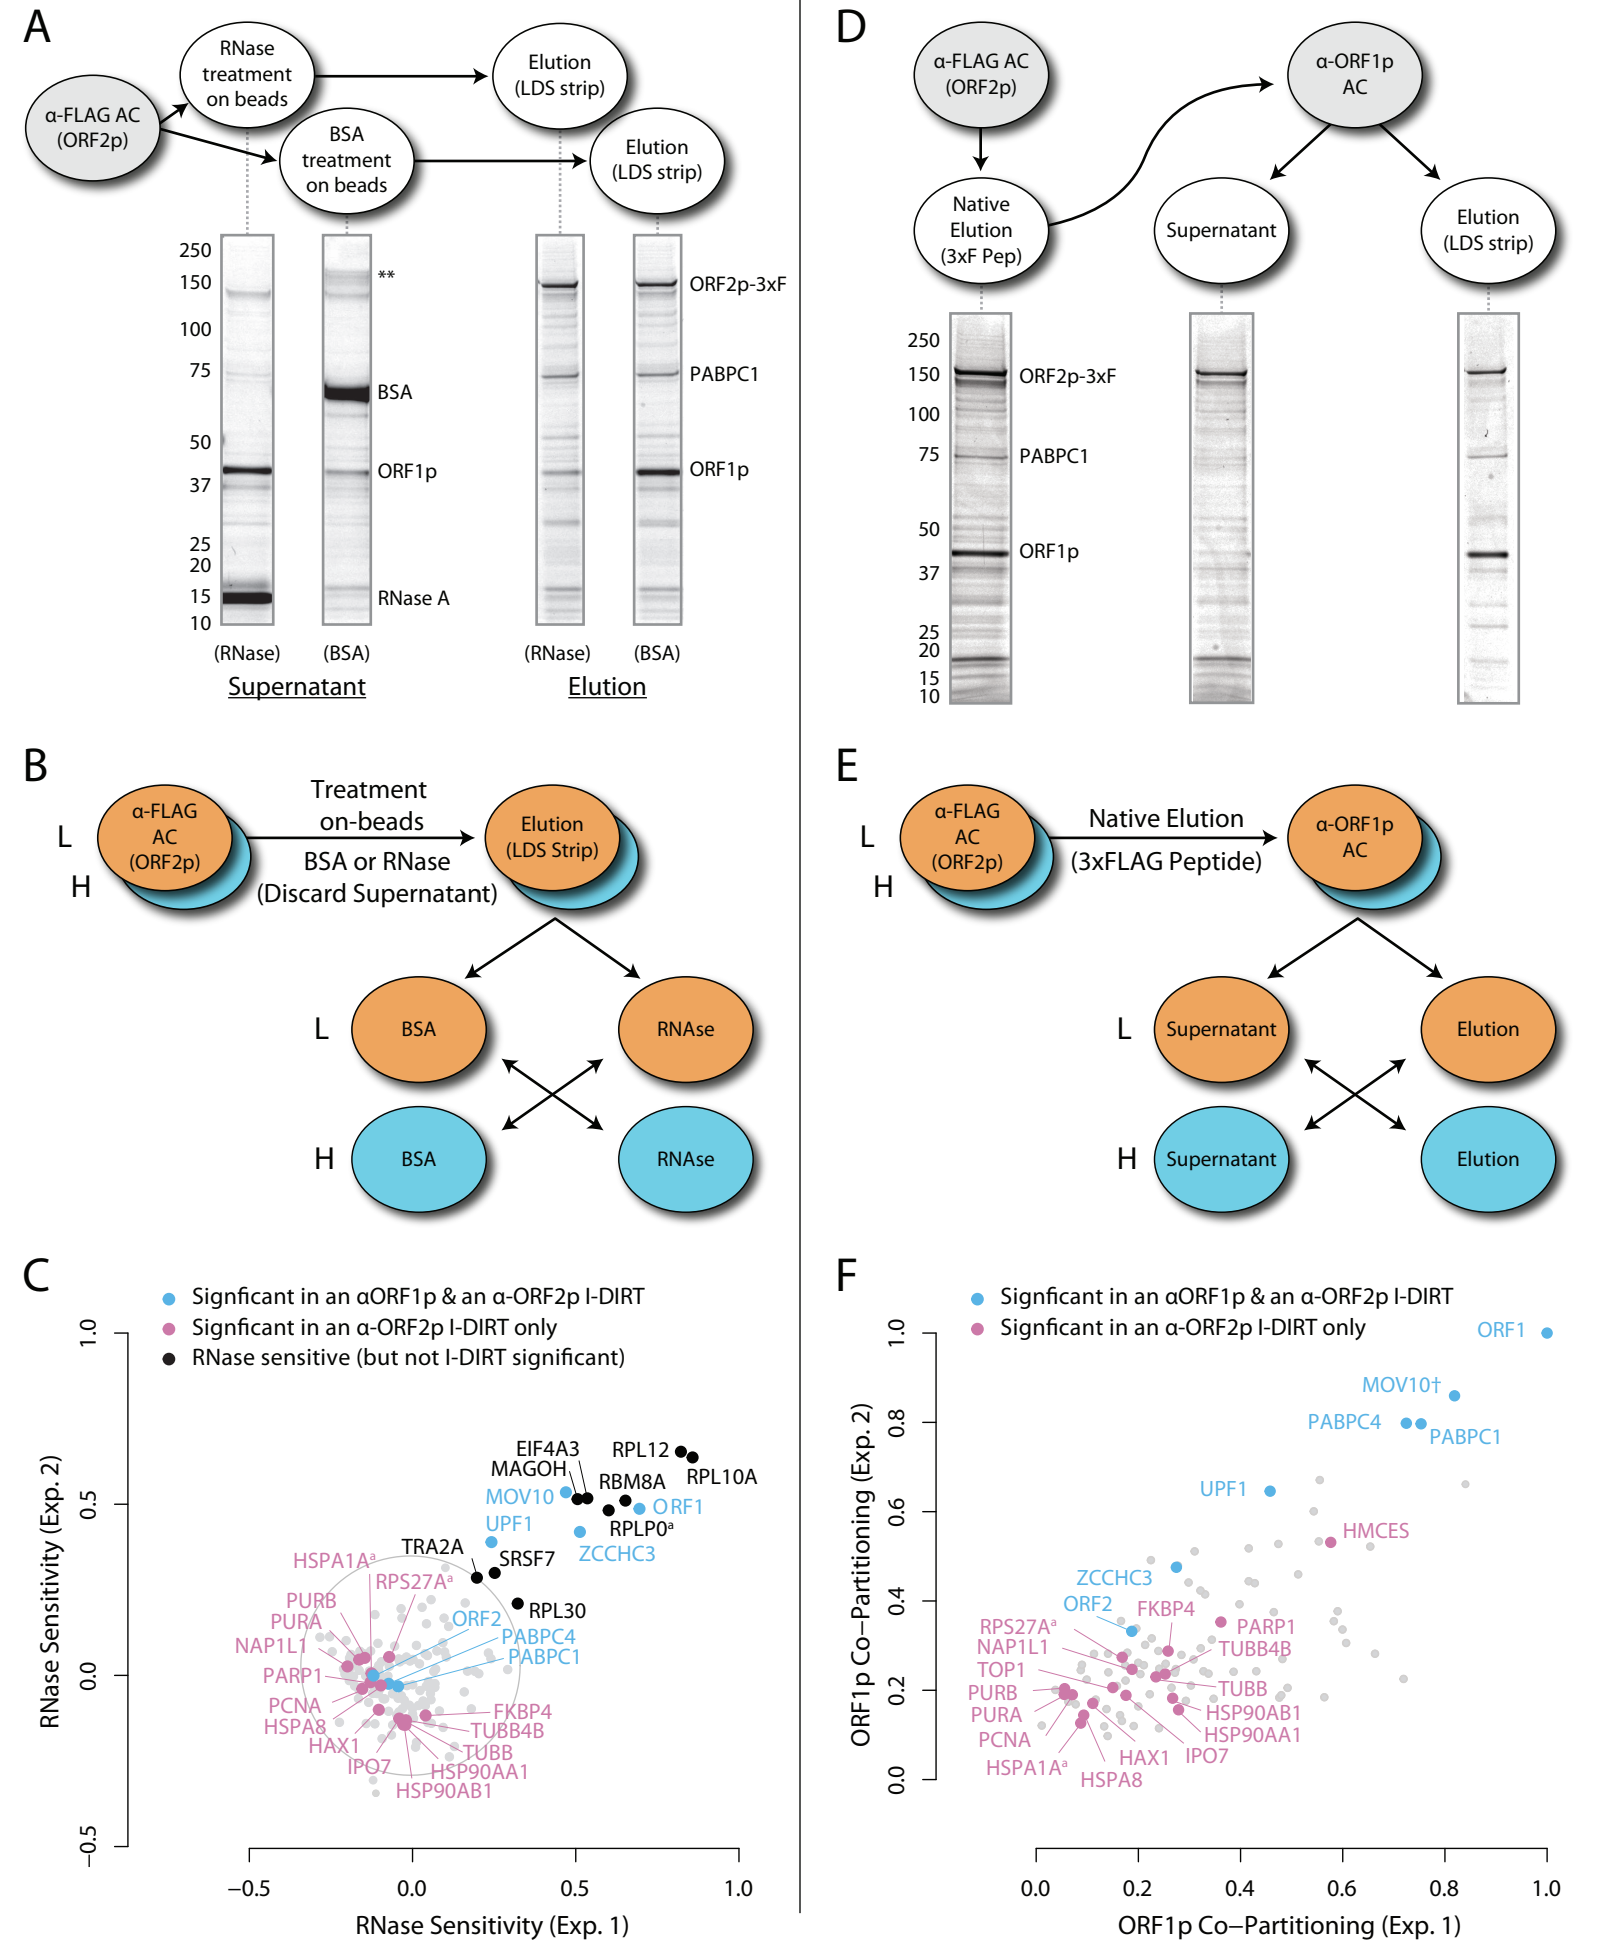 A
RNase
treatment
on beads
Elution
(LDS strip)
α-FLAG AC
(ORF2p)
BSA
treatment
on beads
Elution
(LDS strip)
250
150
100
75
50
37
25
20
15
10
**
BSA
ORF1p
RNase A
ORF2p-3xF
PABPC1
ORF1p
(RNase)
(BSA)
(RNase)
(BSA)
Supernatant
Elution
B
L
H
α-FLAG
AC
(ORF2p)
Treatment
on-beads
BSA or RNase
(Discard Supernatant)
Elution
(LDS Strip)
L
BSA
RNAse
H
BSA
RNAse
C
Signficant in an αORF1p & an α-ORF2p I-DIRT
Signficant in an α-ORF2p I-DIRT only
RNase sensitive (but not I-DIRT significant)
RNase Sensitivity (Exp. 2)
1.0
0.5
0.0
−0.5
EIF4A3
MAGOH
RPL12
RPL10A
RBM8A
MOV10
ORF1
UPF1
RPLP0ᵃ
ZCCHC3
TRA2A
SRSF7
HSPA1Aᵃ
RPS27Aᵃ
RPL30
PURB
PURA
ORF2
NAP1L1
PABPC4
PABPC1
PARP1
PCNA
HSPA8
FKBP4
TUBB4B
HAX1
TUBB
IPO7
HSP90AA1
HSP90AB1
−0.5
0.0
0.5
1.0
RNase Sensitivity (Exp. 1)
D
α-FLAG AC
(ORF2p)
α-ORF1p
AC
Native
Elution
(3xF Pep)
Supernatant
Elution
(LDS strip)
250
150
100
75
50
37
25
20
15
10
ORF2p-3xF
PABPC1
ORF1p
E
L
H
α-FLAG
AC
(ORF2p)
Native Elution
(3xFLAG Peptide)
α-ORF1p
AC
L
Supernatant
Elution
H
Supernatant
Elution
F
Signficant in an αORF1p & an α-ORF2p I-DIRT
Signficant in an α-ORF2p I-DIRT only
ORF1p Co−Partitioning (Exp. 2)
1.0
0.8
0.6
0.4
0.2
0.0
ORF1
MOV10†
PABPC4
PABPC1
UPF1
HMCES
ZCCHC3
ORF2
FKBP4
RPS27Aᵃ
PARP1
NAP1L1
TUBB4B
TOP1
TUBB
PURB
PURA
HSP90AB1
HSP90AA1
PCNA
HSPA1Aᵃ
HAX1
IPO7
HSPA8
0.0
0.2
0.4
0.6
0.8
1.0
ORF1p Co−Partitioning (Exp. 1)